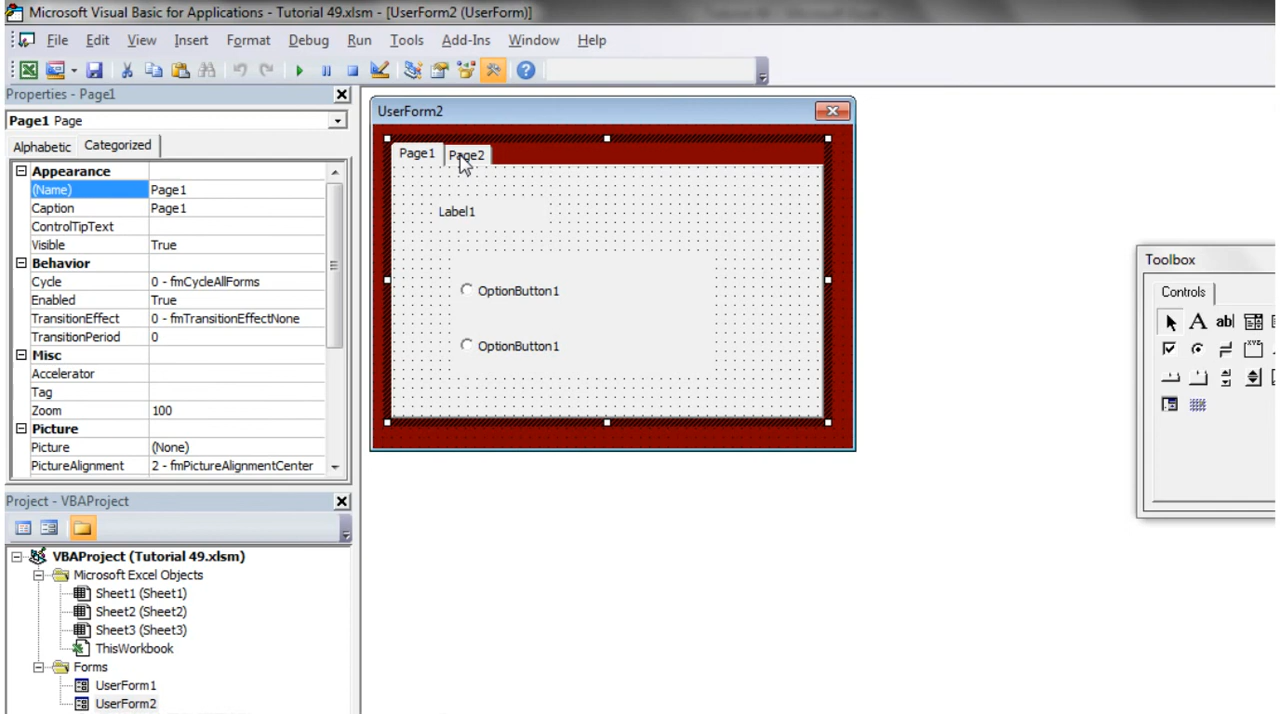 Microsoft Visual Basic for Applications - Tutorial 49.xlsm - [UserForm2 (UserForm)]
File Edit View Insert Format Debug Run Tools Add-Ins Window Help
Properties - Page1
Page1 Page
Alphabetic Categorized
Appearance
(Name) Page1
Caption Page1
ControlTipText
Visible True
Behavior
Cycle 0 - fmCycleAllForms
Enabled True
TransitionEffect 0 - fmTransitionEffectNone
TransitionPeriod 0
Misc
Accelerator
Tag
Zoom 100
Picture
Picture (None)
PictureAlignment 2 - fmPictureAlignmentCenter
Project - VBAProject
VBAProject (Tutorial 49.xlsm)
Microsoft Excel Objects
Sheet1 (Sheet1)
Sheet2 (Sheet2)
Sheet3 (Sheet3)
ThisWorkbook
Forms
UserForm1
UserForm2
UserForm2
Page1 Page2
Label1
OptionButton1
OptionButton1
Toolbox
Controls
A ab|
XYZ